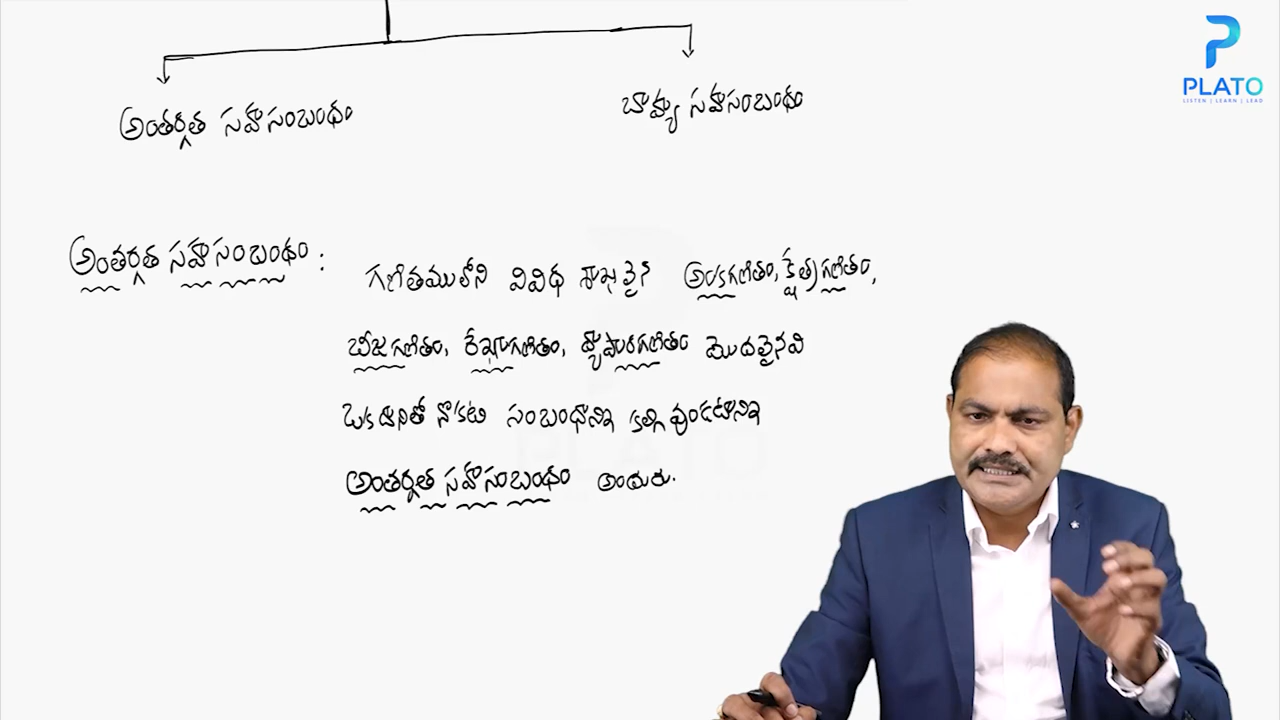 PLATO
LISTEN | LEARN | LEAD
అంతర్గత సహసంబంధం
బాహ్య సహసంబంధం
అంతర్గత సహసంబంధం :
గణితములోని వివిధ శాఖలైన అంకగణితం, క్షేత్రగణితం,
బీజగణితం, రేఖాగణితం, వ్యాపారగణితం మొదలైనవి
ఒకదానితో నొకటి సంబంధాన్ని కల్గి వుండటాన్ని
అంతర్గత సహసంబంధం అందురు.